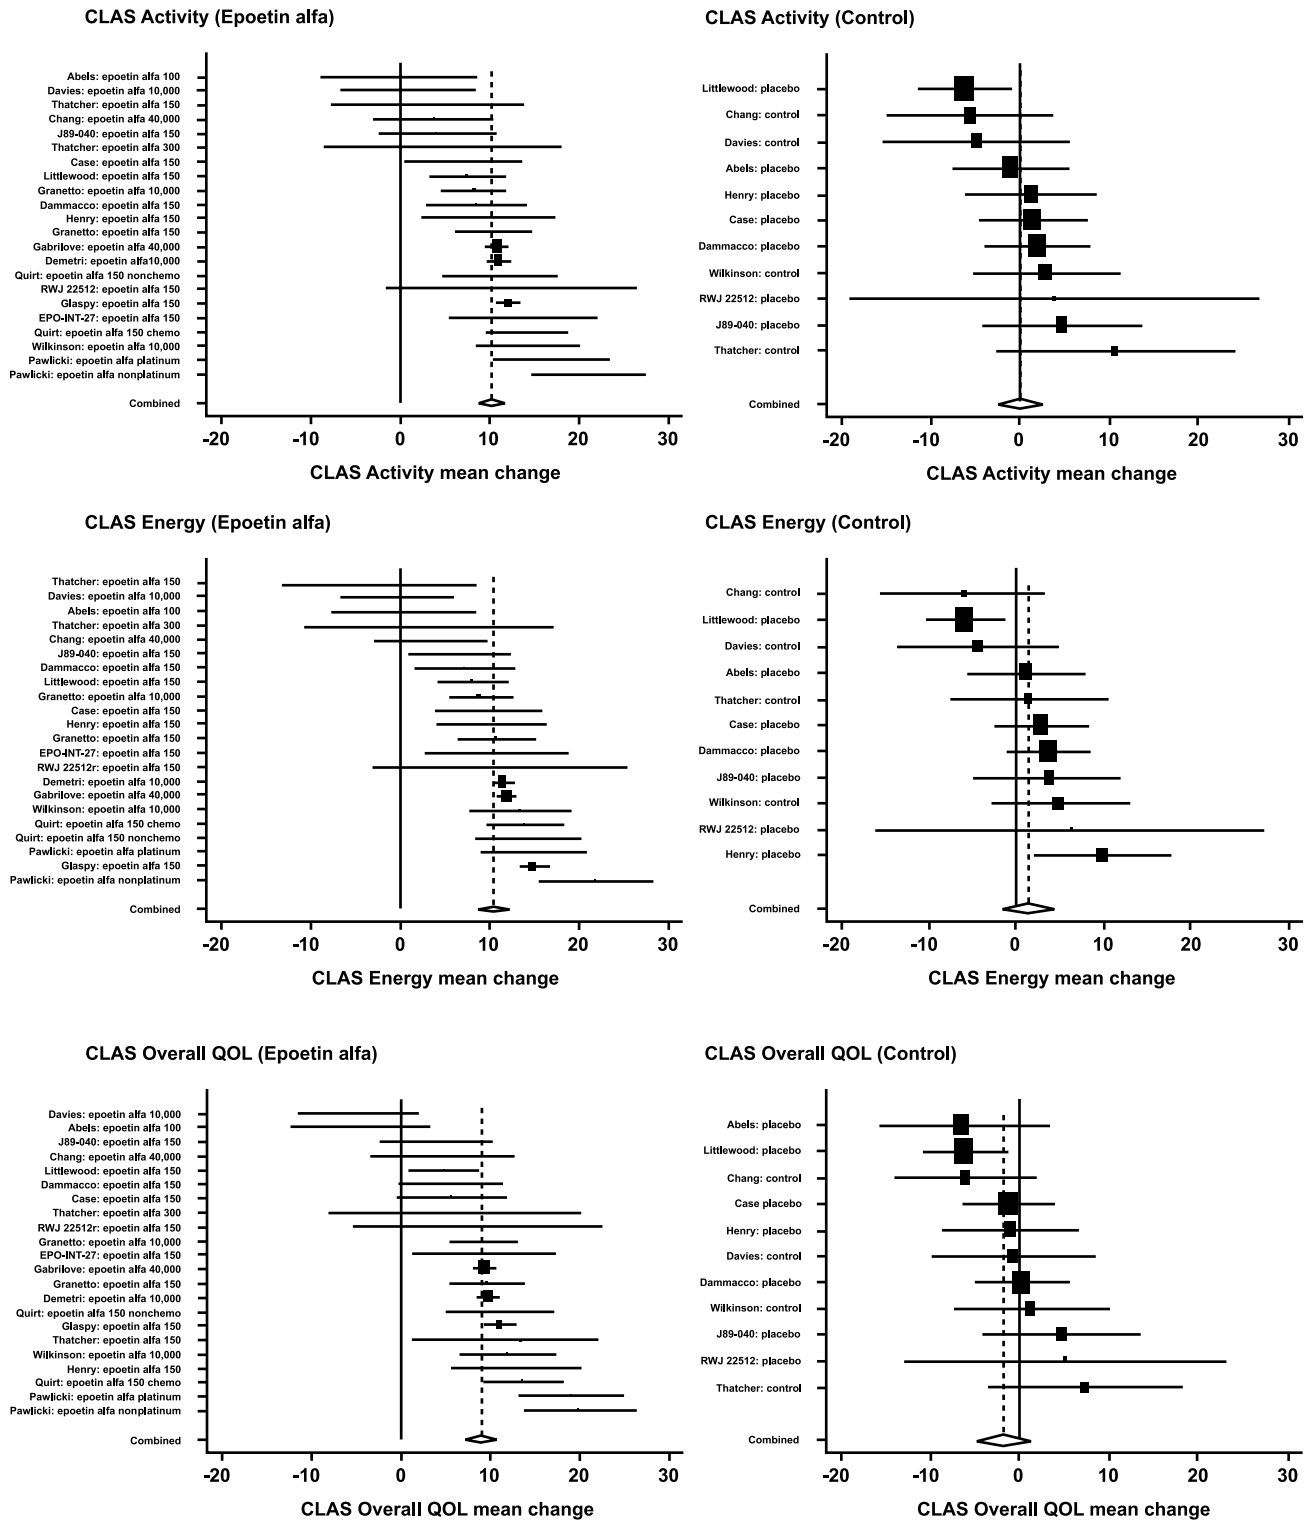 CLAS Activity (Epoetin alfa)
Abels: epoetin alfa 100
Davies: epoetin alfa 10,000
Thatcher: epoetin alfa 150
Chang: epoetin alfa 40,000
J89-040: epoetin alfa 150
Thatcher: epoetin alfa 300
Case: epoetin alfa 150
Littlewood: epoetin alfa 150
Granetto: epoetin alfa 10,000
Dammacco: epoetin alfa 150
Henry: epoetin alfa 150
Granetto: epoetin alfa 150
Gabrilove: epoetin alfa 40,000
Demetri: epoetin alfa10,000
Quirt: epoetin alfa 150 nonchemo
RWJ 22512: epoetin alfa 150
Glaspy: epoetin alfa 150
EPO-INT-27: epoetin alfa 150
Quirt: epoetin alfa 150 chemo
Wilkinson: epoetin alfa 10,000
Pawlicki: epoetin alfa platinum
Pawlicki: epoetin alfa nonplatinum
Combined
-20 -10 0 10 20 30
CLAS Activity mean change
CLAS Activity (Control)
Littlewood: placebo
Chang: control
Davies: control
Abels: placebo
Henry: placebo
Case: placebo
Dammacco: placebo
Wilkinson: control
RWJ 22512: placebo
J89-040: placebo
Thatcher: control
Combined
-20 -10 0 10 20 30
CLAS Activity mean change
CLAS Energy (Epoetin alfa)
Thatcher: epoetin alfa 150
Davies: epoetin alfa 10,000
Abels: epoetin alfa 100
Thatcher: epoetin alfa 300
Chang: epoetin alfa 40,000
J89-040: epoetin alfa 150
Dammacco: epoetin alfa 150
Littlewood: epoetin alfa 150
Granetto: epoetin alfa 10,000
Case: epoetin alfa 150
Henry: epoetin alfa 150
Granetto: epoetin alfa 150
EPO-INT-27: epoetin alfa 150
RWJ 22512r: epoetin alfa 150
Demetri: epoetin alfa 10,000
Gabrilove: epoetin alfa 40,000
Wilkinson: epoetin alfa 10,000
Quirt: epoetin alfa 150 chemo
Quirt: epoetin alfa 150 nonchemo
Pawlicki: epoetin alfa platinum
Glaspy: epoetin alfa 150
Pawlicki: epoetin alfa nonplatinum
Combined
-20 -10 0 10 20 30
CLAS Energy mean change
CLAS Energy (Control)
Chang: control
Littlewood: placebo
Davies: control
Abels: placebo
Thatcher: control
Case: placebo
Dammacco: placebo
J89-040: placebo
Wilkinson: control
RWJ 22512: placebo
Henry: placebo
Combined
-20 -10 0 10 20 30
CLAS Energy mean change
CLAS Overall QOL (Epoetin alfa)
Davies: epoetin alfa 10,000
Abels: epoetin alfa 100
J89-040: epoetin alfa 150
Chang: epoetin alfa 40,000
Littlewood: epoetin alfa 150
Dammacco: epoetin alfa 150
Case: epoetin alfa 150
Thatcher: epoetin alfa 300
RWJ 22512r: epoetin alfa 150
Granetto: epoetin alfa 10,000
EPO-INT-27: epoetin alfa 150
Gabrilove: epoetin alfa 40,000
Granetto: epoetin alfa 150
Demetri: epoetin alfa 10,000
Quirt: epoetin alfa 150 nonchemo
Glaspy: epoetin alfa 150
Thatcher: epoetin alfa 150
Wilkinson: epoetin alfa 10,000
Henry: epoetin alfa 150
Qurti: epoetin alfa 150 chemo
Pawlicki: epoetin alfa platinum
Pawlicki: epoetin alfa nonplatinum
Combined
-20 -10 0 10 20 30
CLAS Overall QOL mean change
CLAS Overall QOL (Control)
Abels: placebo
Littlewood: placebo
Chang: control
Case placebo
Henry: placebo
Davies: control
Dammacco: placebo
Wilkinson: control
J89-040: placebo
RWJ 22512: placebo
Thatcher: control
Combined
-20 -10 0 10 20 30
CLAS Overall QOL mean change